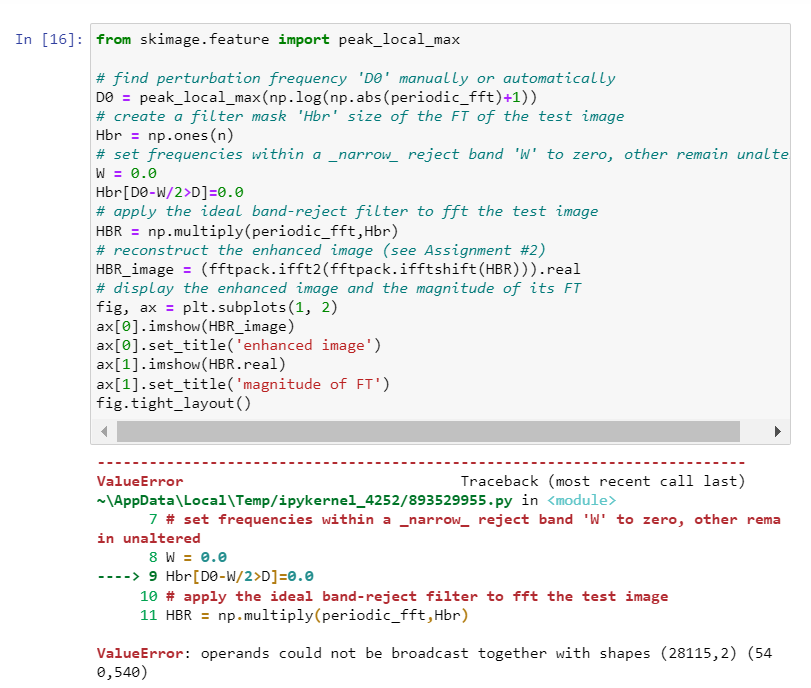 In [16]: from skimage.feature import peak_local_max
# find perturbation frequency 'D0' manually or automatically
D0 = peak_local_max(np.log(np.abs(periodic_fft)+1))
# create a filter mask 'Hbr' size of the FT of the test image
Hbr = np.ones(n)
# set frequencies within a _narrow_ reject band 'W' to zero, other remain unalte
W = 0.0
Hbr[D0-W/2>D]=0.0
# apply the ideal band-reject filter to fft the test image
HBR = np.multiply(periodic_fft,Hbr)
# reconstruct the enhanced image (see Assignment #2)
HBR_image = (fftpack.ifft2(fftpack.ifftshift(HBR))).real
# display the enhanced image and the magnitude of its FT
fig, ax = plt.subplots(1, 2)
ax[0].imshow(HBR_image)
ax[0].set_title('enhanced image')
ax[1].imshow(HBR.real)
ax[1].set_title('magnitude of FT')
fig.tight_layout()
---------------------------------------------------------------------------
ValueError Traceback (most recent call last)
~\AppData\Local\Temp/ipykernel_4252/893529955.py in <module>
7 # set frequencies within a _narrow_ reject band 'W' to zero, other rema
in unaltered
8 W = 0.0
----> 9 Hbr[D0-W/2>D]=0.0
10 # apply the ideal band-reject filter to fft the test image
11 HBR = np.multiply(periodic_fft,Hbr)
ValueError: operands could not be broadcast together with shapes (28115,2) (54
0,540)